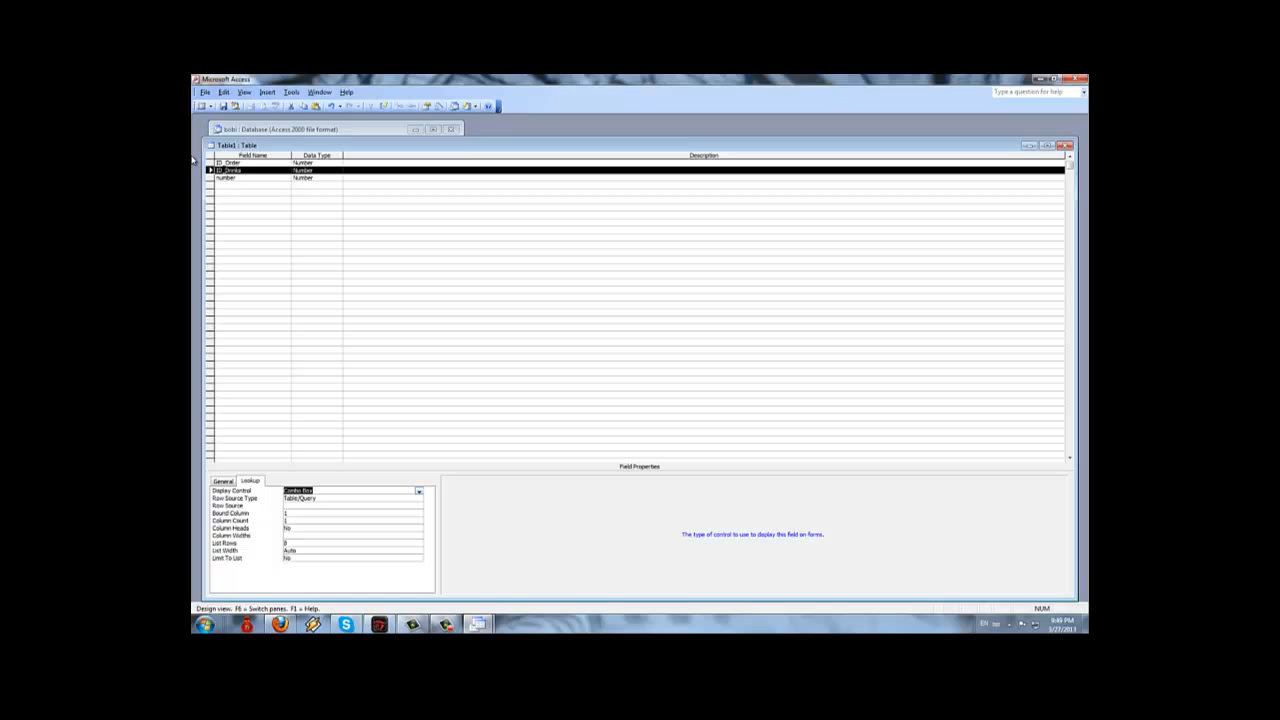 Microsoft Access
File Edit View Insert Tools Window Help
Type a question for help
bobi : Database (Access 2000 file format)
Table1 : Table
Field Name Data Type Description
ID_Order Number
ID_Drinks Number
number Number
Field Properties
General Lookup
Display Control Combo Box
Row Source Type Table/Query
Row Source
Bound Column 1
Column Count 1
Column Heads No
Column Widths
List Rows 8
List Width Auto
Limit To List No
The type of control to use to display this field on forms.
Design view. F6 = Switch panes. F1 = Help.
NUM
EN
9:49 PM